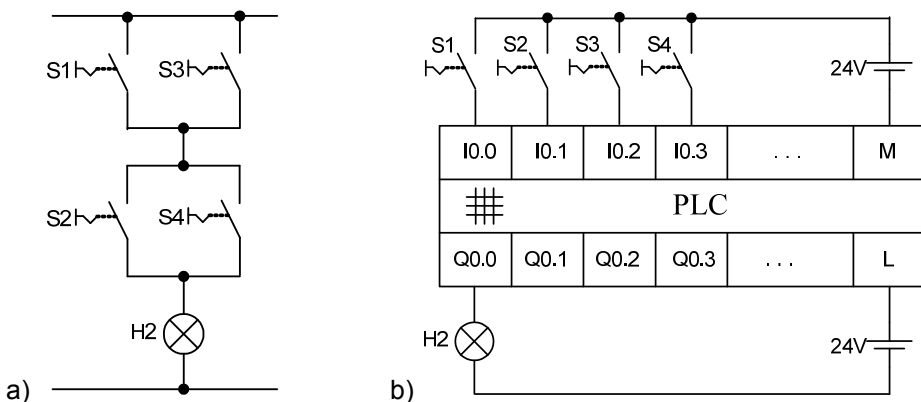 S1
S3
S2
S4
H2
a)
S1
S2
S3
S4
24V
I0.0 I0.1 I0.2 I0.3 . . . M
PLC
Q0.0 Q0.1 Q0.2 Q0.3 . . . L
H2
24V
b)